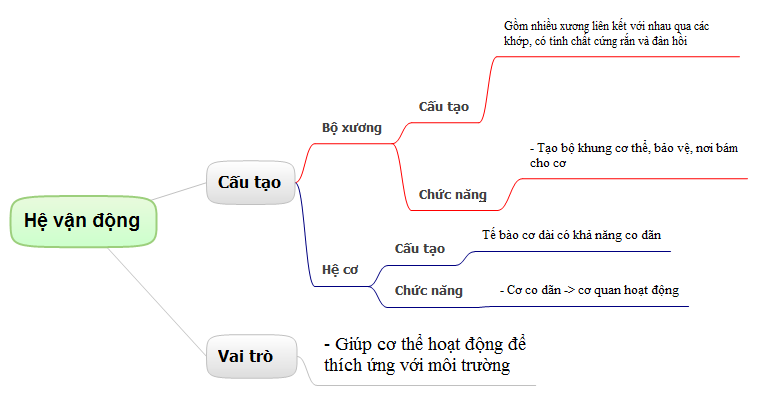 Hệ vận động
Cấu tạo
Bộ xương
Cấu tạo
Gồm nhiều xương liên kết với nhau qua các
khớp, có tinh chất cứng rắn và đàn hồi
Chức năng
- Tạo bộ khung cơ thể, bảo vệ, nơi bám
cho cơ
Hệ cơ
Cấu tạo
Tế bào cơ dài có khả năng co dãn
Chức năng
- Cơ co dãn -> cơ quan hoạt động
Vai trò
- Giúp cơ thể hoạt động để
thích ứng với môi trường